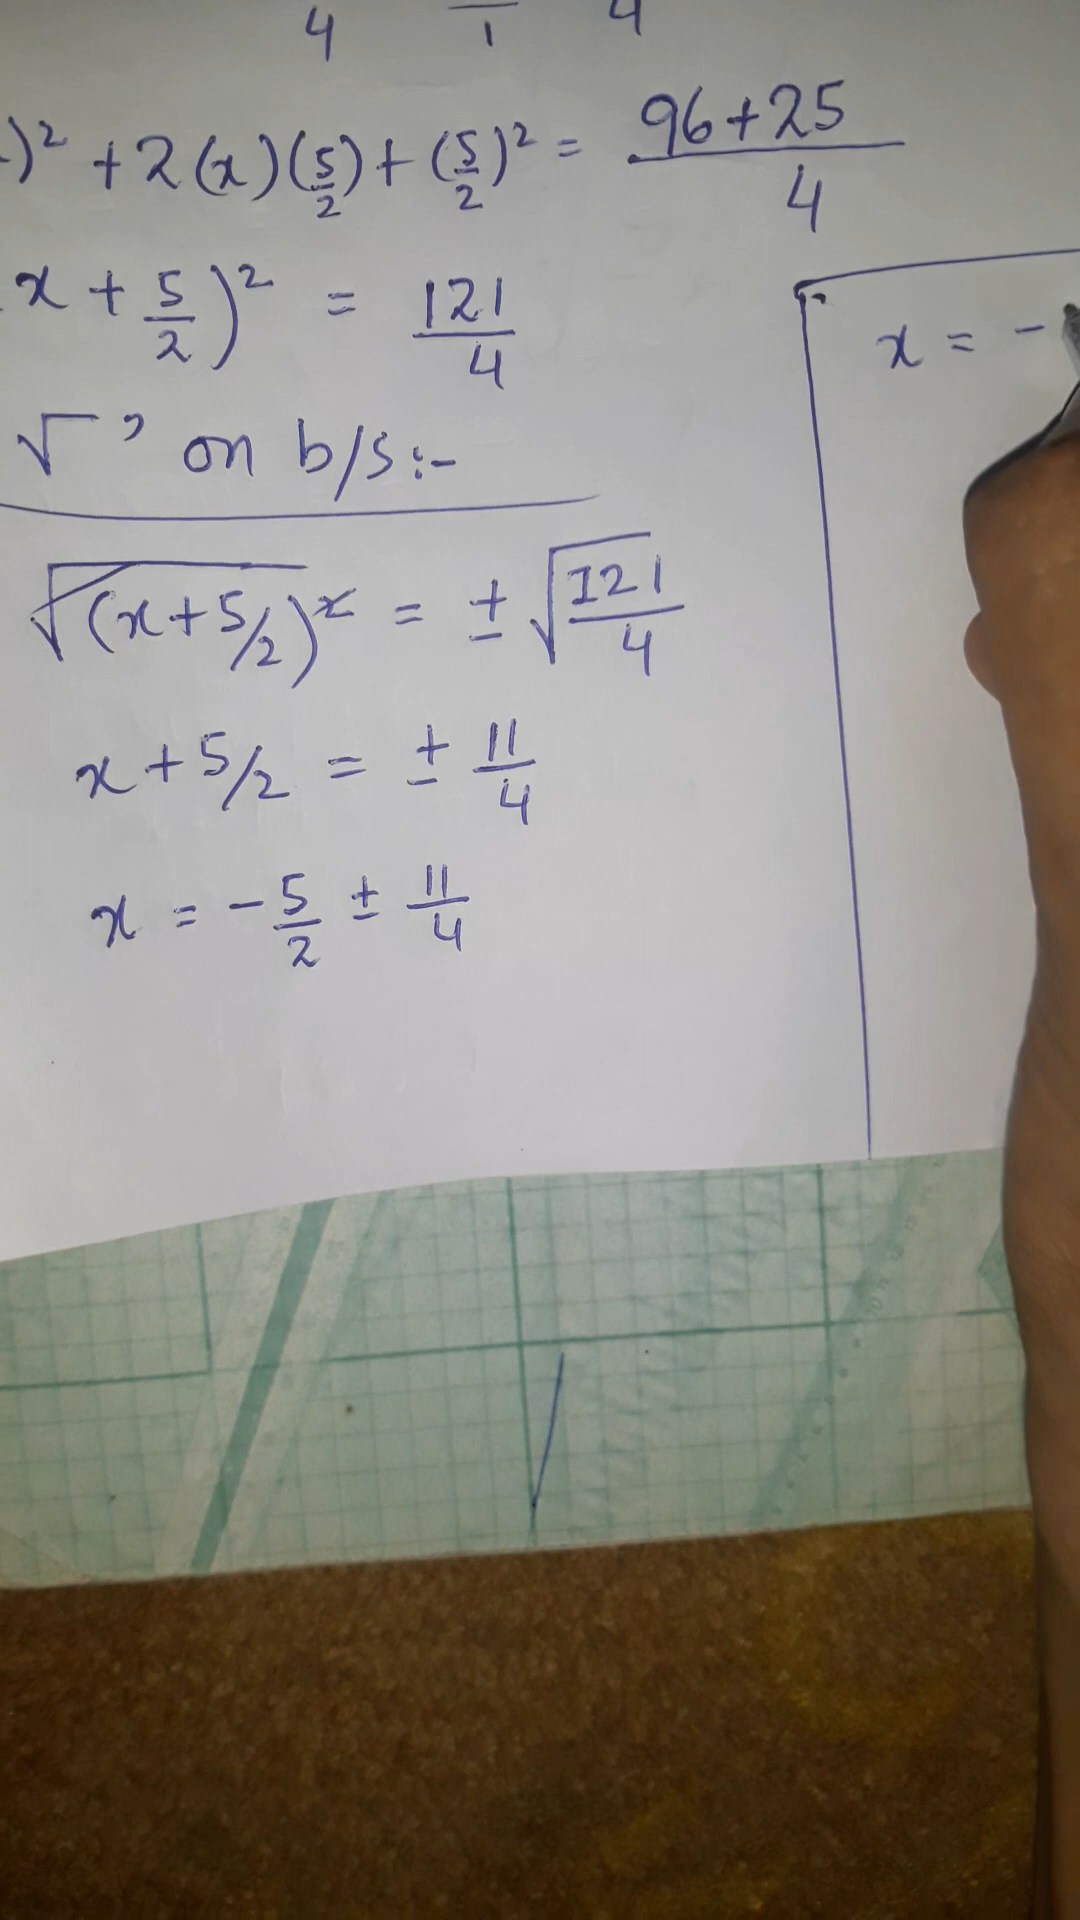 4 1 4
)² + 2(x)(5/2) + (5/2)² = 96+25/4
x + 5/2)² = 121/4
√ ’ on b/s :-
√(x+5/2)² = ± √121/4
x + 5/2 = ± 11/4
x = - 5/2 ± 11/4
x = -